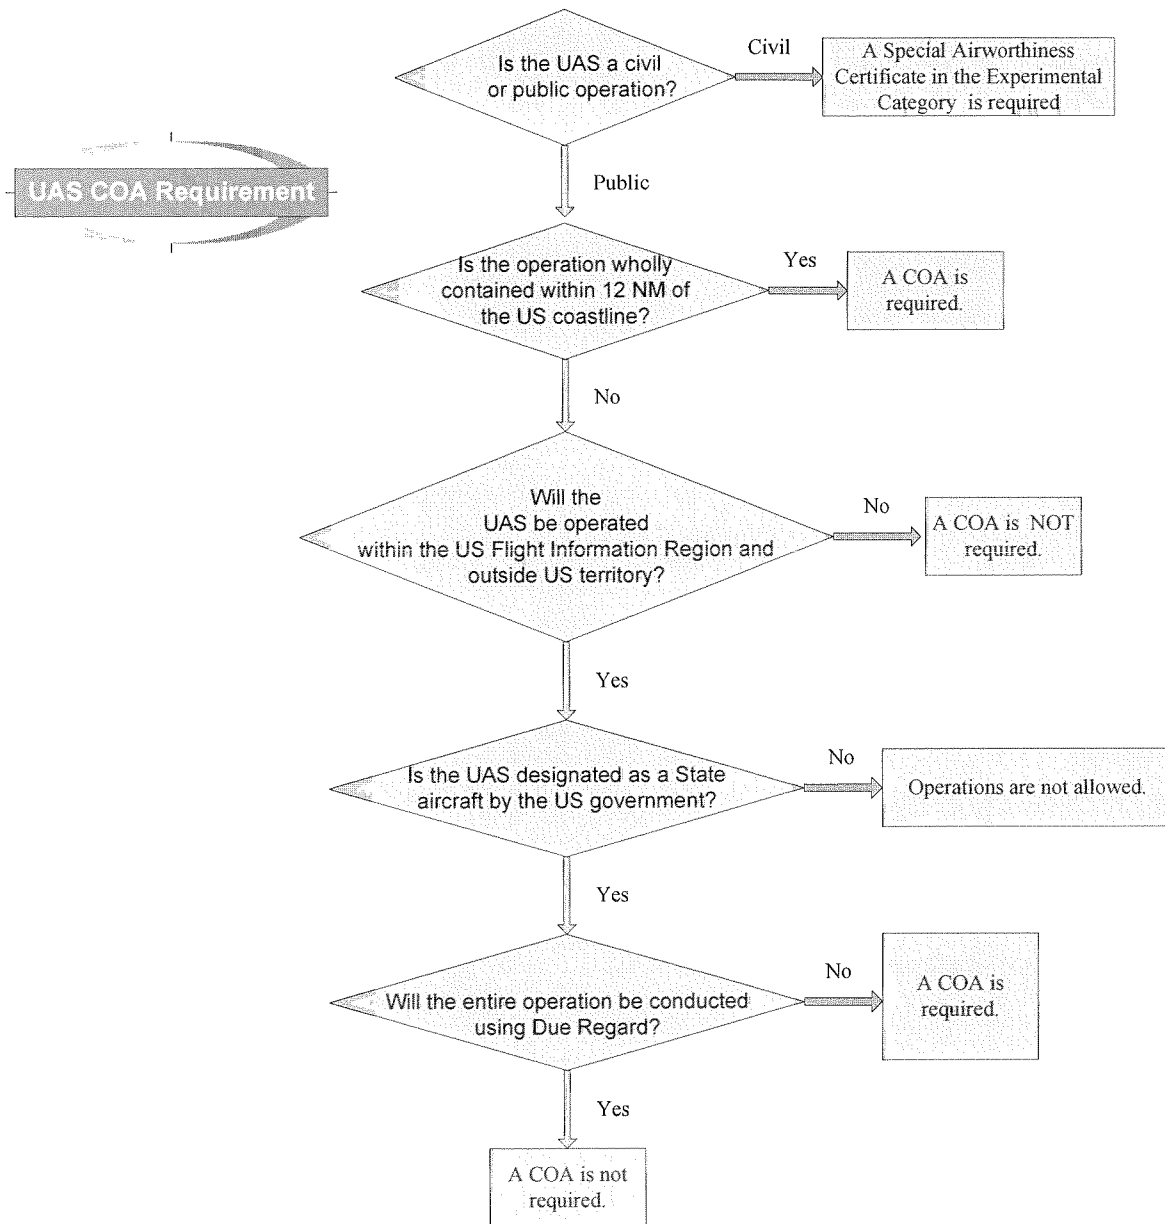 Is the UAS a civil
or public operation?
Civil
A Special Airworthiness
Certificate in the Experimental
Category is required
UAS COA Requirement
Public
Is the operation wholly
contained within 12 NM of
the US coastline?
Yes
A COA is
required.
No
Will the
UAS be operated
within the US Flight Information Region and
outside US territory?
No
A COA is NOT
required.
Yes
Is the UAS designated as a State
aircraft by the US government?
No
Operations are not allowed.
Yes
Will the entire operation be conducted
using Due Regard?
No
A COA is
required.
Yes
A COA is not
required.